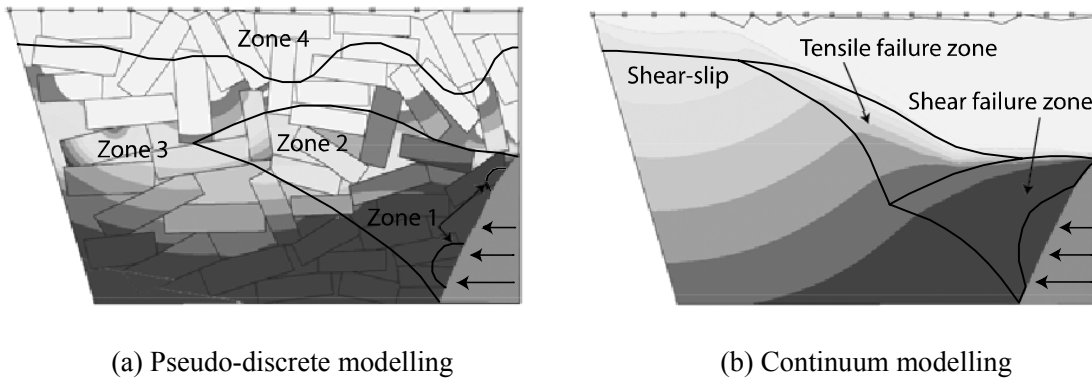 Zone 4
Zone 3
Zone 2
Zone 1
Tensile failure zone
Shear-slip
Shear failure zone
(a) Pseudo-discrete modelling
(b) Continuum modelling